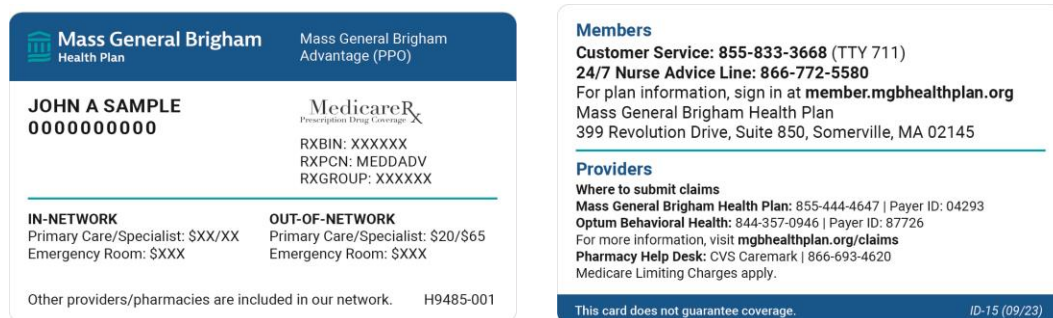 Mass General Brigham
Health Plan
Mass General Brigham
Advantage (PPO)
JOHN A SAMPLE
0000000000
MedicareRx
Prescription Drug Coverage
RXBIN: XXXXXX
RXPCN: MEDDADV
RXGROUP: XXXXXX
IN-NETWORK
Primary Care/Specialist: $XX/XX
Emergency Room: $XXX
OUT-OF-NETWORK
Primary Care/Specialist: $20/$65
Emergency Room: $XXX
Other providers/pharmacies are included in our network. H9485-001
Members
Customer Service: 855-833-3668 (TTY 711)
24/7 Nurse Advice Line: 866-772-5580
For plan information, sign in at member.mgbhealthplan.org
Mass General Brigham Health Plan
399 Revolution Drive, Suite 850, Somerville, MA 02145
Providers
Where to submit claims
Mass General Brigham Health Plan: 855-444-4647 | Payer ID: 04293
Optum Behavioral Health: 844-357-0946 | Payer ID: 87726
For more information, visit mgbhealthplan.org/claims
Pharmacy Help Desk: CVS Caremark | 866-693-4620
Medicare Limiting Charges apply.
This card does not guarantee coverage. ID-15 (09/23)